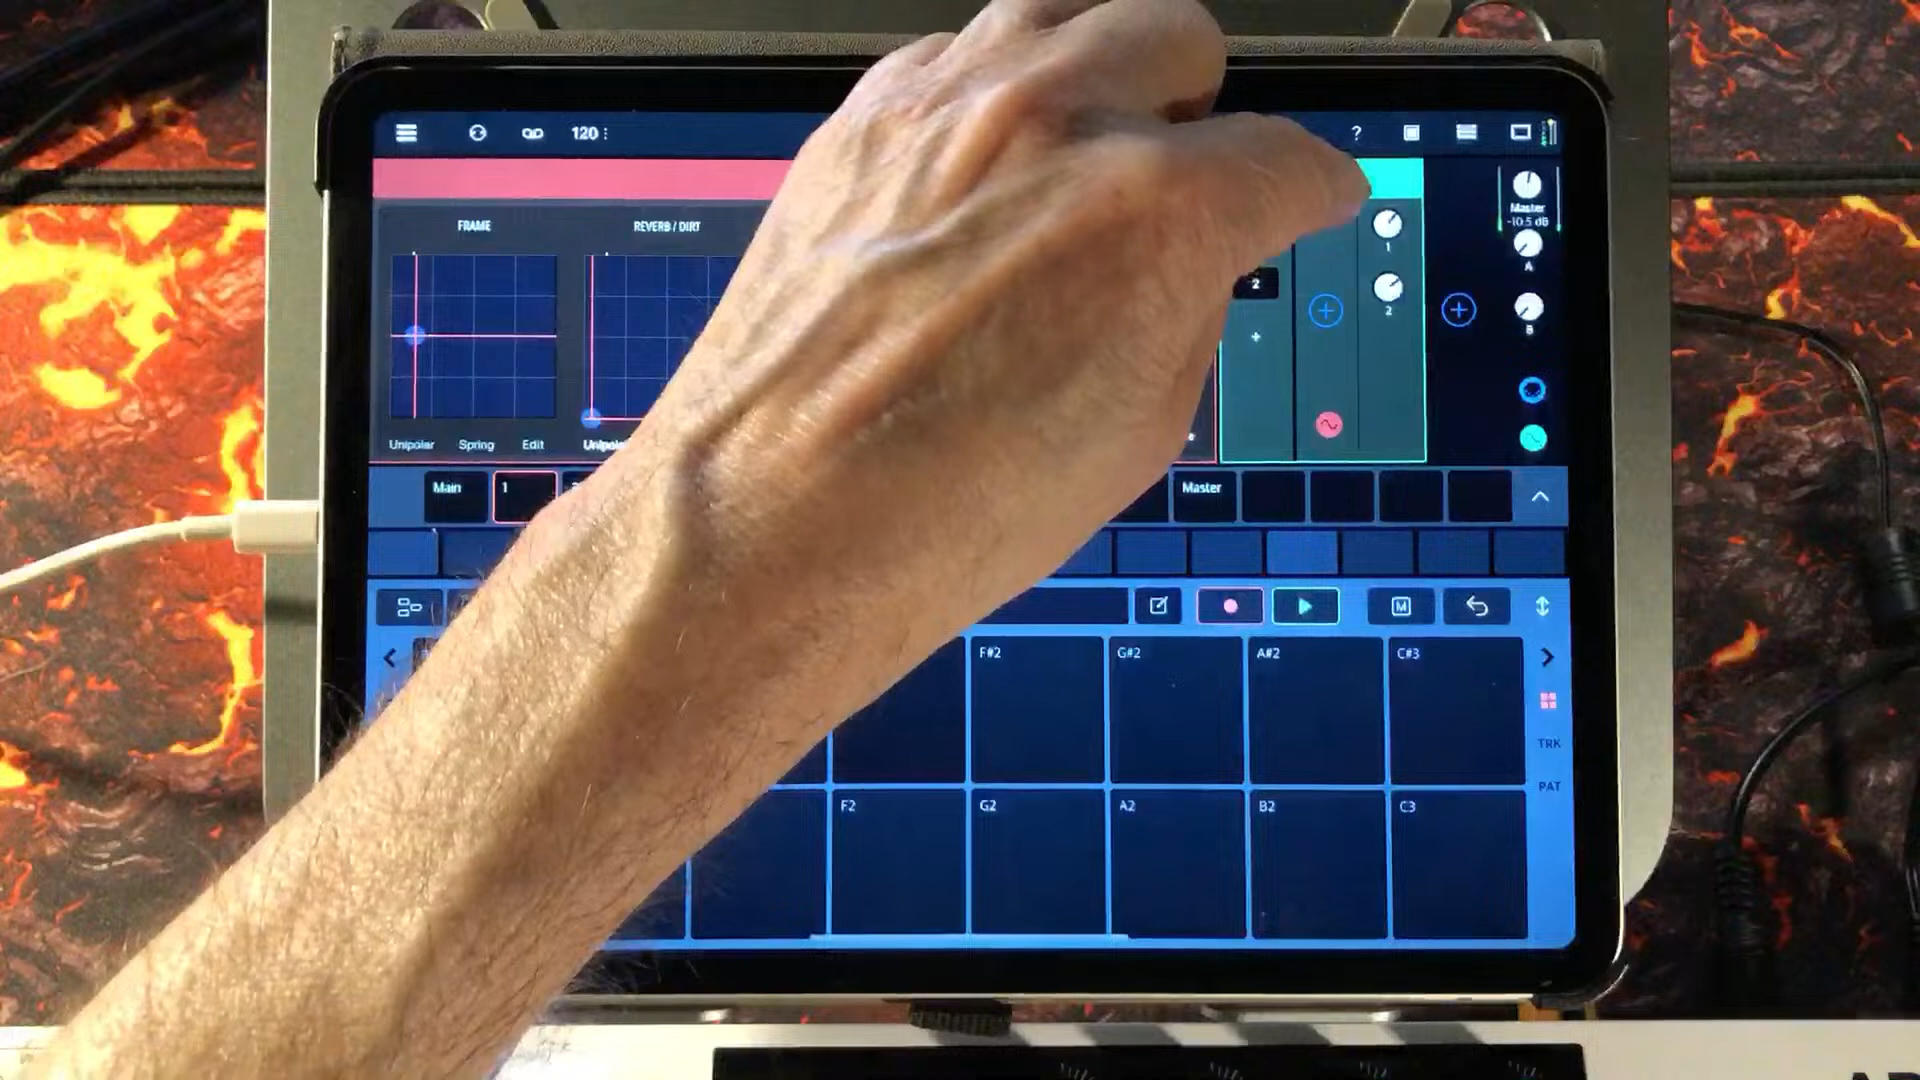 120
?
Master
-10.5 dB
FRAME
REVERB / DIRT
1
A
2
2
B
+
Unipolar
Spring
Edit
Main
1
Master
M
F#2
G#2
A#2
C#3
TRK
PAT
F2
G2
A2
B2
C3